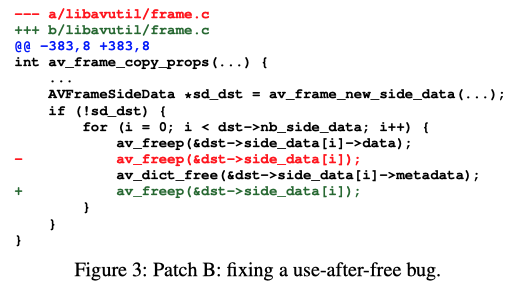 --- a/libavutil/frame.c
+++ b/libavutil/frame.c
@@ -383,8 +383,8
int av_frame_copy_props(...) {
    ...
    AVFrameSideData *sd_dst = av_frame_new_side_data(...);
    if (!sd_dst) {
        for (i = 0; i < dst->nb_side_data; i++) {
            av_freep(&dst->side_data[i]->data);
-           av_freep(&dst->side_data[i]);
            av_dict_free(&dst->side_data[i]->metadata);
+           av_freep(&dst->side_data[i]);
        }
    }
}
Figure 3: Patch B: fixing a use-after-free bug.